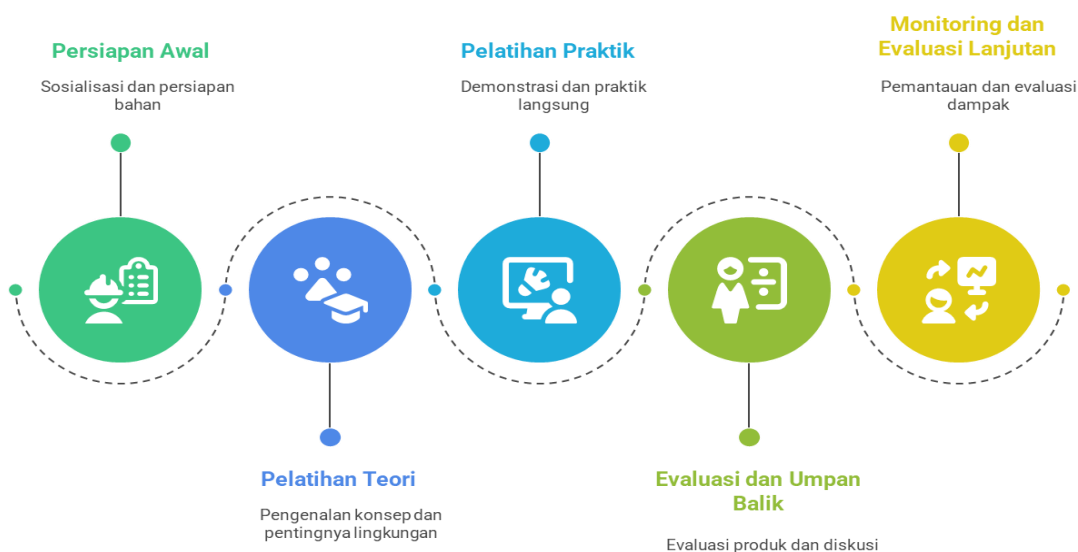 Persiapan Awal
Sosialisasi dan persiapan
bahan
Pelatihan Teori
Pengenalan konsep dan
pentingnya lingkungan
Pelatihan Praktik
Demonstrasi dan praktik
langsung
Evaluasi dan Umpan
Balik
Evaluasi produk dan diskusi
Monitoring dan
Evaluasi Lanjutan
Pemantauan dan evaluasi
dampak